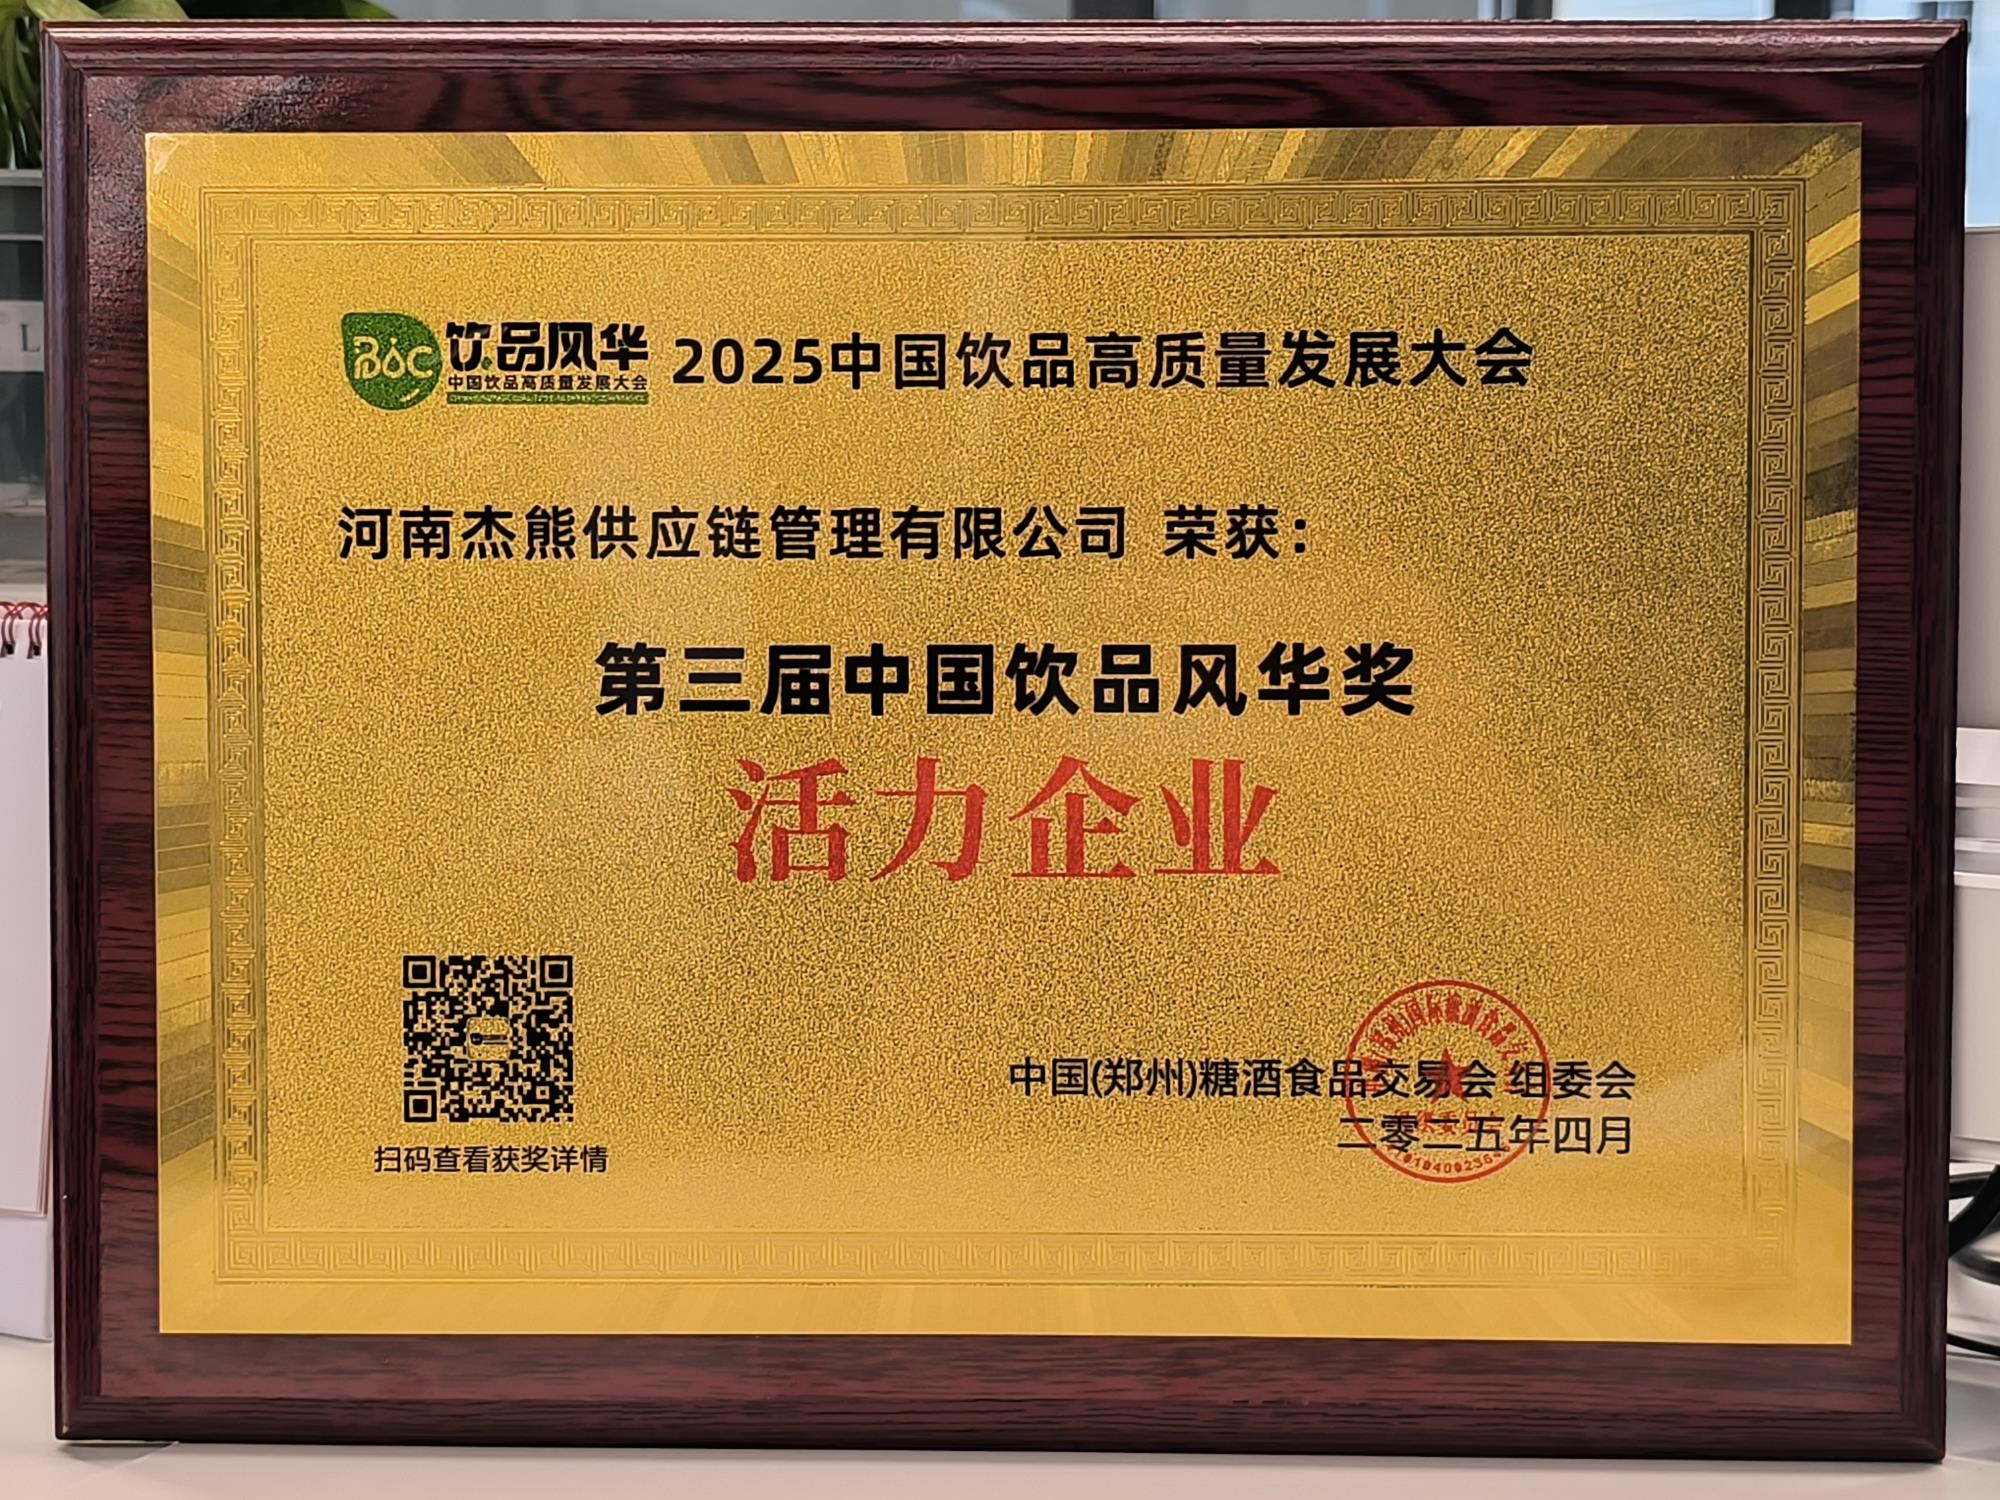 BOC 饮品风华
中国饮品高质量发展大会
2025中国饮品高质量发展大会
河南杰熊供应链管理有限公司 荣获：
第三届中国饮品风华奖
活力企业
扫码查看获奖详情
中国(郑州)糖酒食品交易会 组委会
二零二五年四月